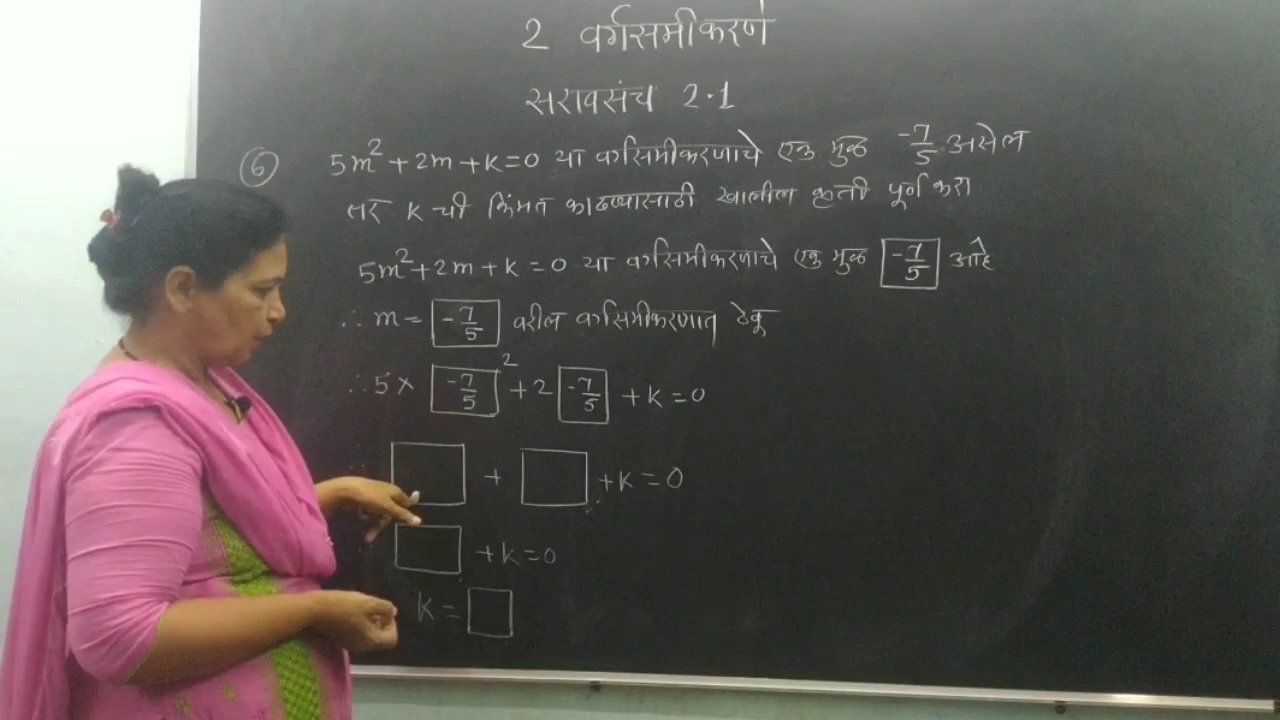 2 वर्गसमीकरणे
सरावसंच 2.1
6 5m²+2m+k=0 या वर्गसमीकरणाचे एक मुळ -7/5 असेल
तर k ची किंमत काढण्यासाठी खालील कृती पूर्ण करा
5m²+2m+k=0 या वर्गसमीकरणाचे एक मुळ -7/5 आहे
∴ m= -7/5 वरील वर्गसमीकरणात ठेवू
∴ 5× -7/5 ² +2 -7/5 +k=0
□ + □ +k=0
□ +k=0
k= □